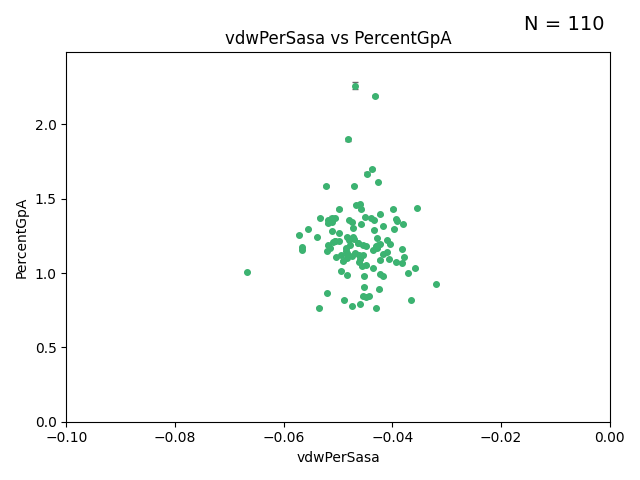 N = 110
vdwPerSasa vs PercentGpA
PercentGpA
2.0
1.5
1.0
0.5
0.0
−0.10 −0.08 −0.06 −0.04 −0.02 0.00
vdwPerSasa